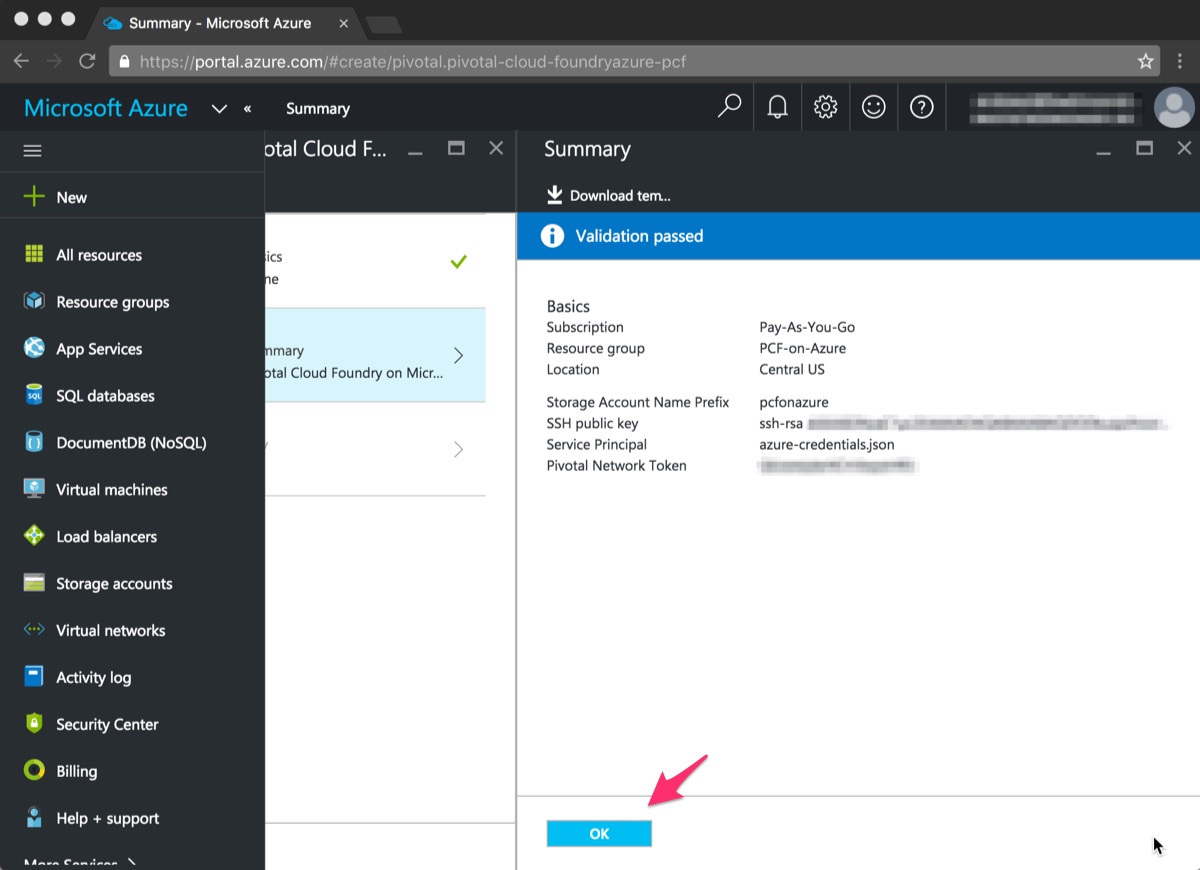 Summary - Microsoft Azure
https://portal.azure.com/#create/pivotal.pivotal-cloud-foundryazure-pcf
Microsoft Azure
Summary
New
All resources
Resource groups
App Services
SQL databases
DocumentDB (NoSQL)
Virtual machines
Load balancers
Storage accounts
Virtual networks
Activity log
Security Center
Billing
Help + support
More Services
otal Cloud F...
ics
ne
mmary
otal Cloud Foundry on Micr...
Summary
Download tem...
Validation passed
Basics
Subscription Pay-As-You-Go
Resource group PCF-on-Azure
Location Central US
Storage Account Name Prefix pcfonazure
SSH public key ssh-rsa
Service Principal azure-credentials.json
Pivotal Network Token
OK